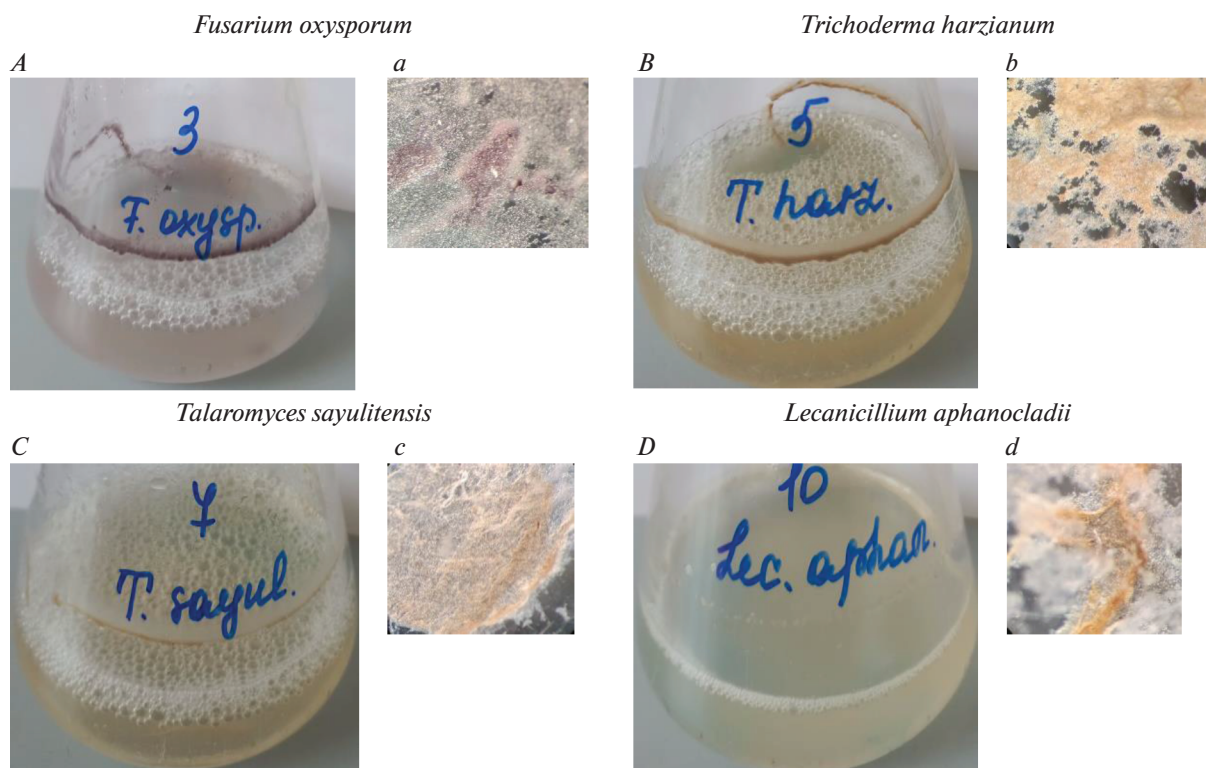 Fusarium oxysporum
Trichoderma harzianum
A
a
B
b
3
F. oxysp.
5
T. harz.
Talaromyces sayulitensis
Lecanicillium aphanocladii
C
c
D
d
7
T. sayul.
10
Lec. aphan.